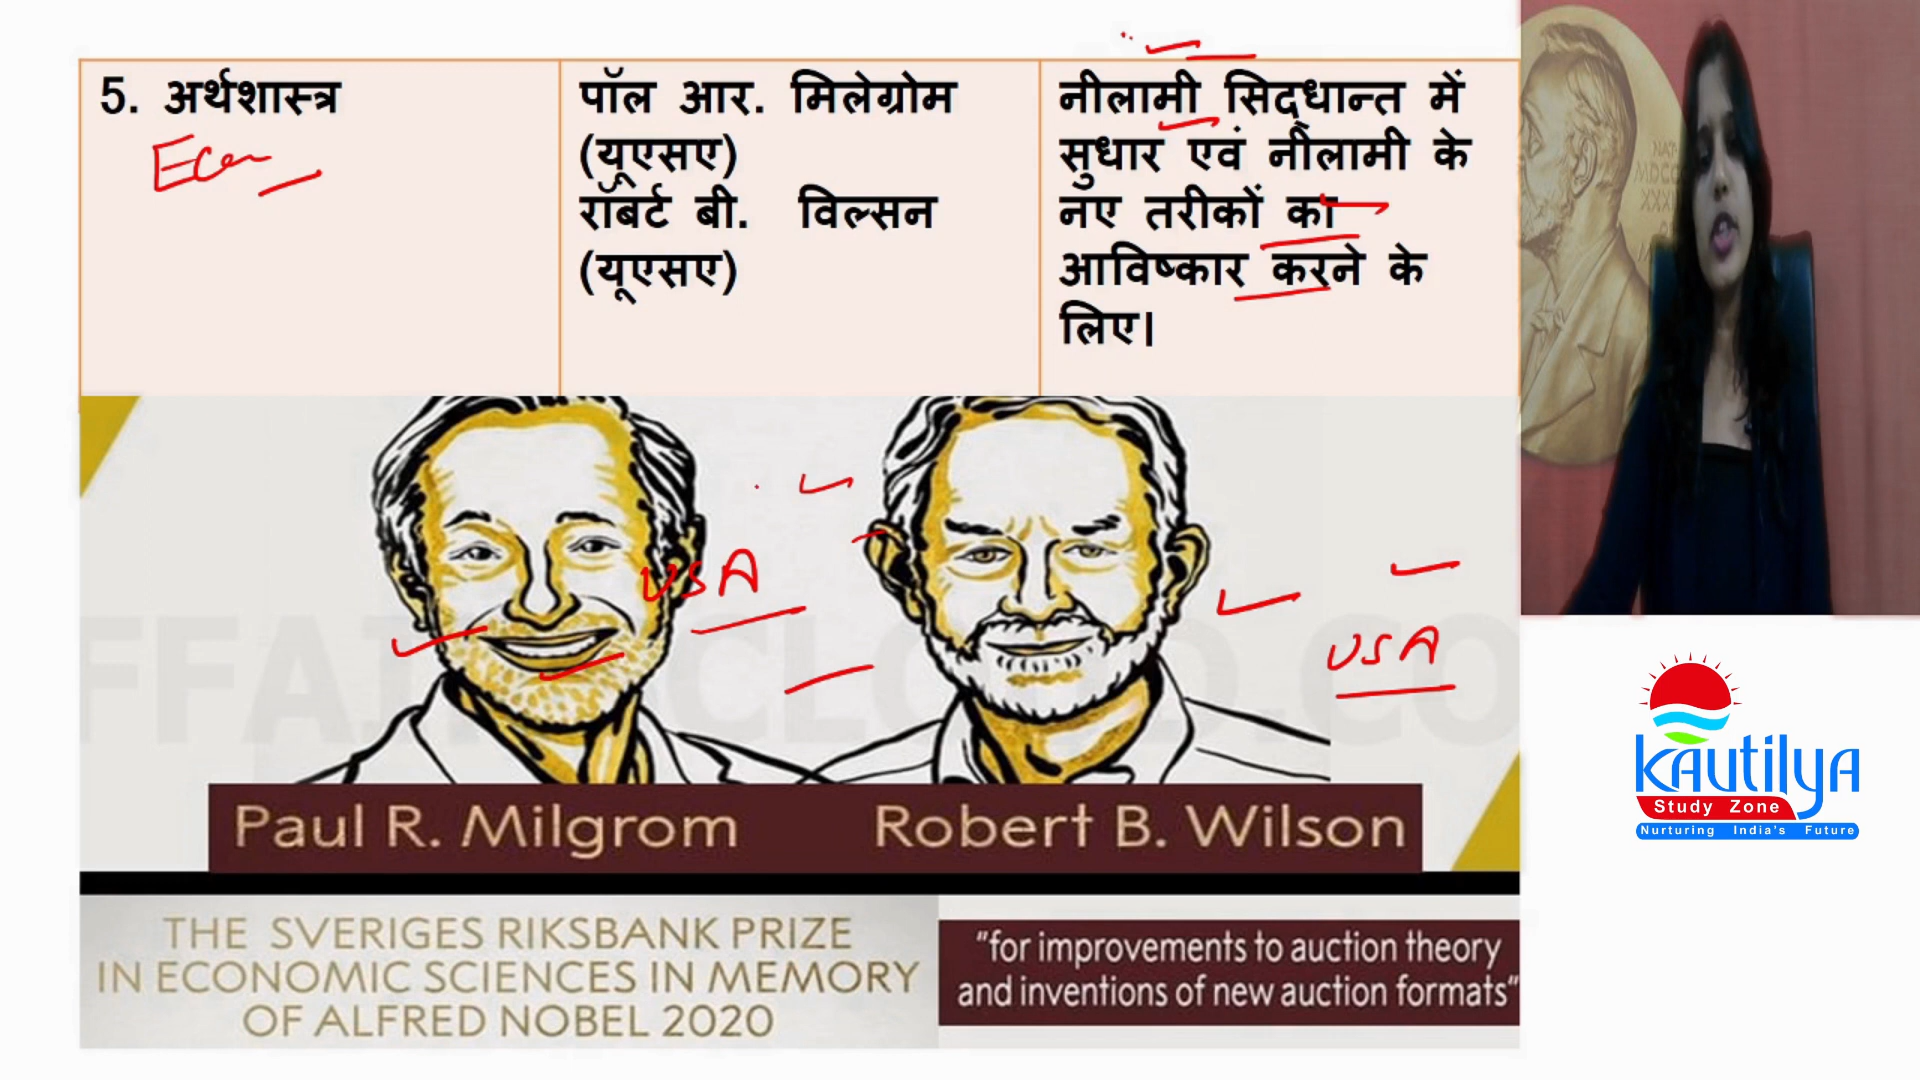 5. अर्थशास्त्र
Econ
पॉल आर. मिलेग्रोम
(यूएसए)
रॉबर्ट बी. विल्सन
(यूएसए)
नीलामी सिद्धान्त में
सुधार एवं नीलामी के
नए तरीकों का
आविष्कार करने के
लिए।
USA
USA
Paul R. Milgrom
Robert B. Wilson
THE SVERIGES RIKSBANK PRIZE
IN ECONOMIC SCIENCES IN MEMORY
OF ALFRED NOBEL 2020
"for improvements to auction theory
and inventions of new auction formats"
kautilya
Study Zone
Nurturing India's Future